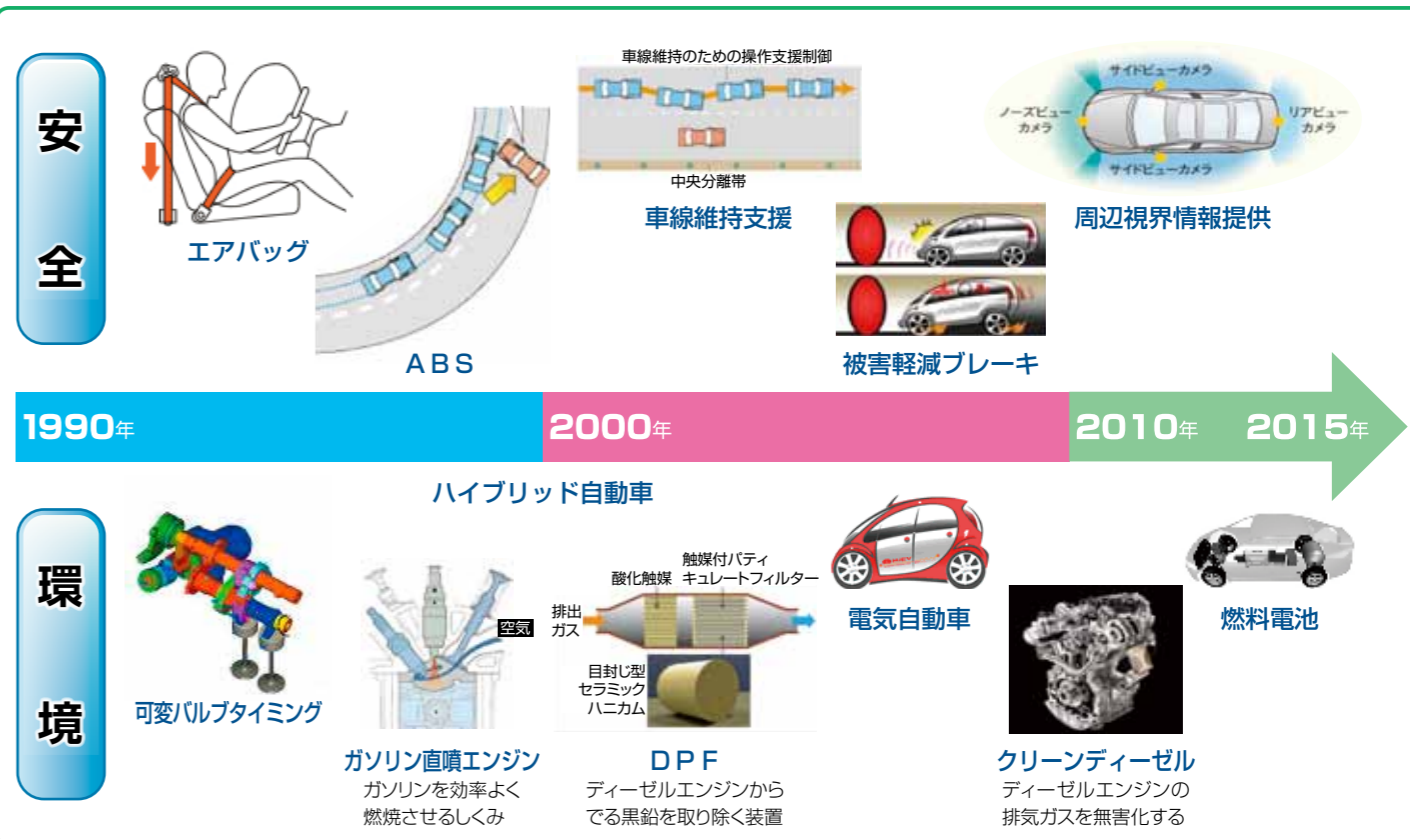 安全
エアバッグ
ABS
車線維持のための操作支援制御
中央分離帯
車線維持支援
被害軽減ブレーキ
サイドビューカメラ
ノーズビュー
カメラ
リアビュー
カメラ
サイドビューカメラ
周辺視界情報提供
1990年
2000年
2010年
2015年
環境
可変バルブタイミング
ハイブリッド自動車
空気
ガソリン直噴エンジン
ガソリンを効率よく
燃焼させるしくみ
触媒付パティ
キュレートフィルター
酸化触媒
排出
ガス
目封じ型
セラミック
ハニカム
DPF
ディーゼルエンジンから
でる黒鉛を取り除く装置
電気自動車
クリーンディーゼル
ディーゼルエンジンの
排気ガスを無害化する
燃料電池